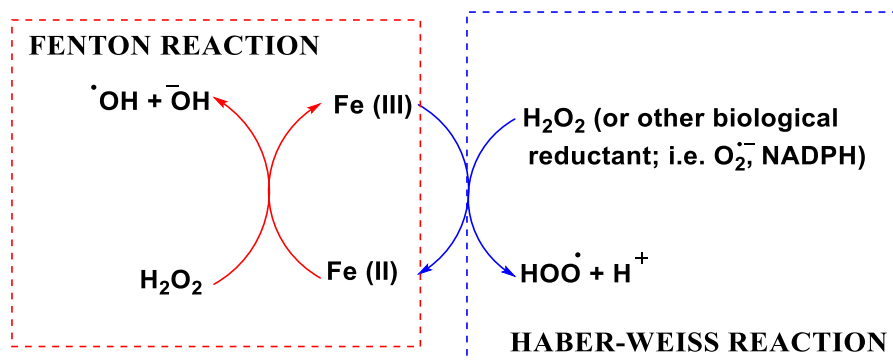 FENTON REACTION
•OH + ⁻OH
Fe (III)
H₂O₂
Fe (II)
H₂O₂ (or other biological
reductant; i.e. O₂•⁻, NADPH)
HOO• + H⁺
HABER-WEISS REACTION